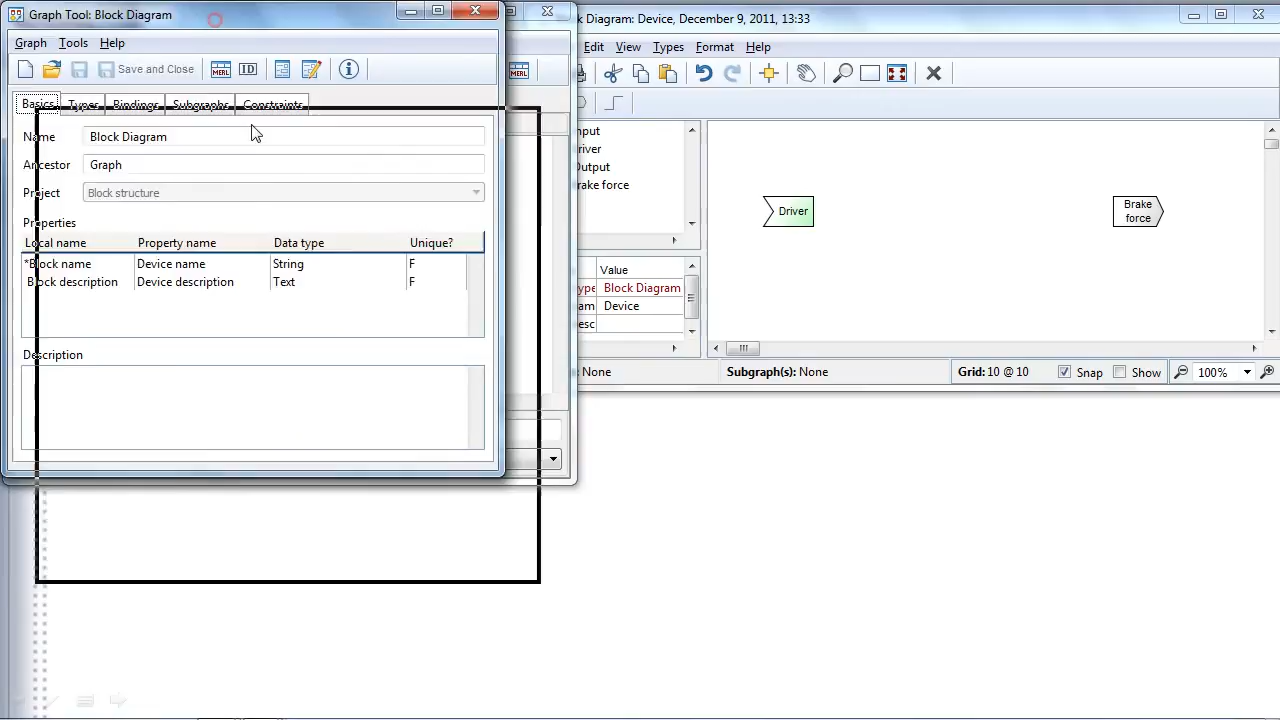 Graph Tool: Block Diagram
Graph Tools Help
Save and Close
Basics Types Bindings Subgraphs Constraints
Name Block Diagram
Ancestor Graph
Project Block structure
Properties
Local name Property name Data type Unique?
*Block name Device name String F
Block description Device description Text F
Description
MERL
k Diagram: Device, December 9, 2011, 13:33
Edit View Types Format Help
nput
river
Output
rake force
Value
ype Block Diagram
am Device
esc
Driver
Brake
force
: None
Subgraph(s): None
Grid: 10 @ 10
Snap
Show
100%